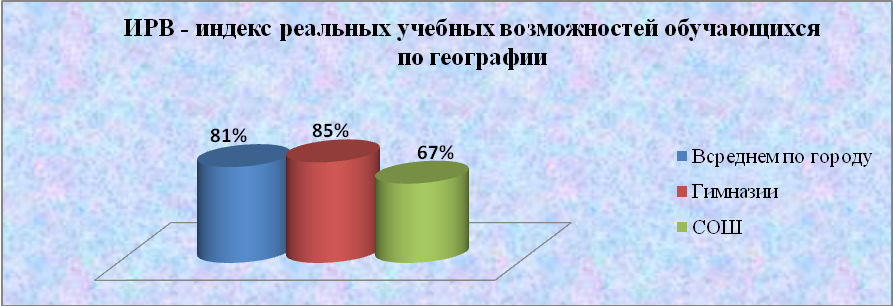 ИРВ - индекс реальных учебных возможностей обучающихся
по географии
81%
85%
67%
Всреднем по городу
Гимназии
СОШ